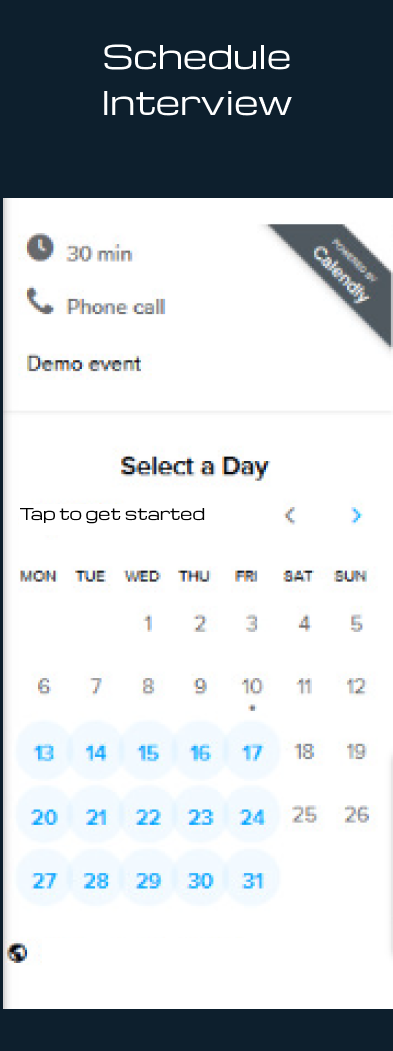 Schedule
Interview
POWERED BY
Calendly
30 min
Phone call
Demo event
Select a Day
Tap to get started
MON TUE WED THU FRI SAT SUN
1 2 3 4 5
6 7 8 9 10 11 12
13 14 15 16 17 18 19
20 21 22 23 24 25 26
27 28 29 30 31